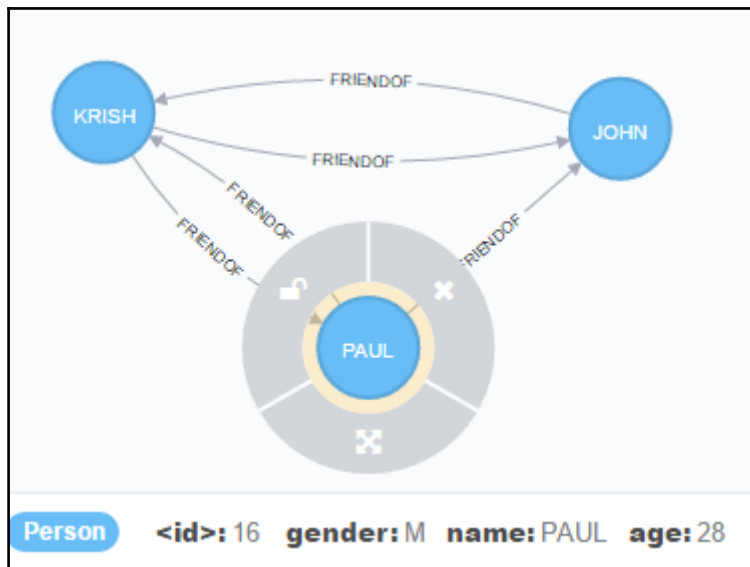 FRIENDOF
KRISH
JOHN
FRIENDOF
FRIENDOF
FRIENDOF
FRIENDOF
PAUL
Person <id>: 16 gender: M name: PAUL age: 28